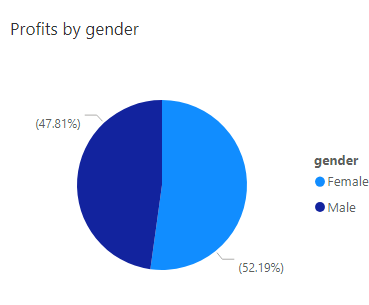 Profits by gender
(47.81%)
gender
Female
Male
(52.19%)